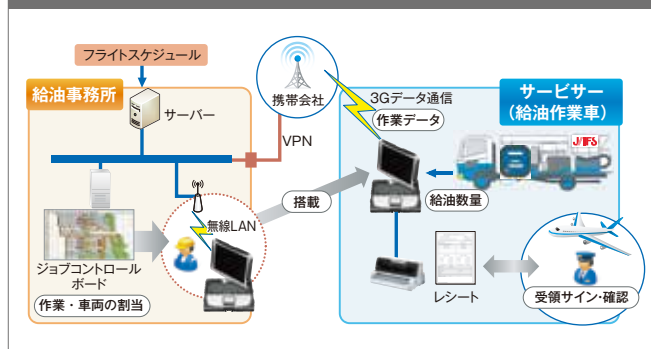 フライトスケジュール
給油事務所
サーバー
携帯会社
VPN
3Gデータ通信
作業データ
サービサー
(給油作業車)
給油数量
搭載
無線LAN
ジョブコントロール
ボード
作業・車両の割当
レシート
受領サイン・確認